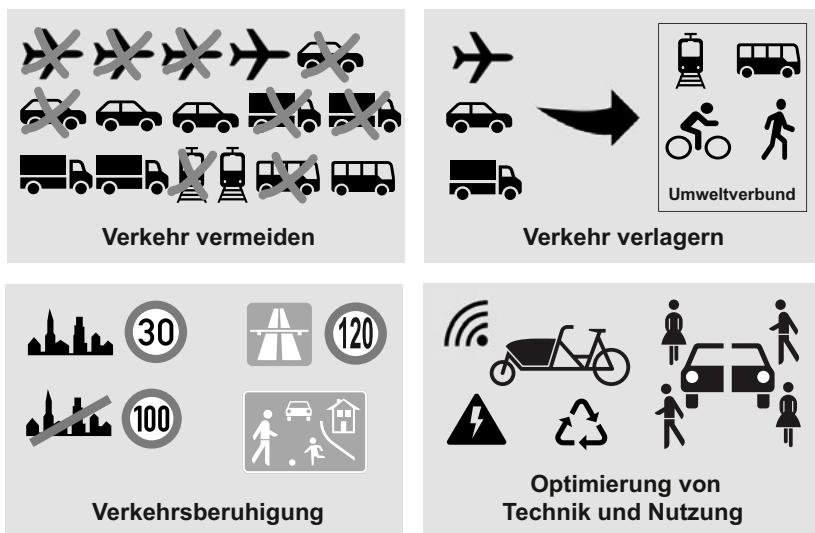 Verkehr vermeiden
Umweltverbund
Verkehr verlagern
30
120
100
Verkehrsberuhigung
Optimierung von
Technik und Nutzung